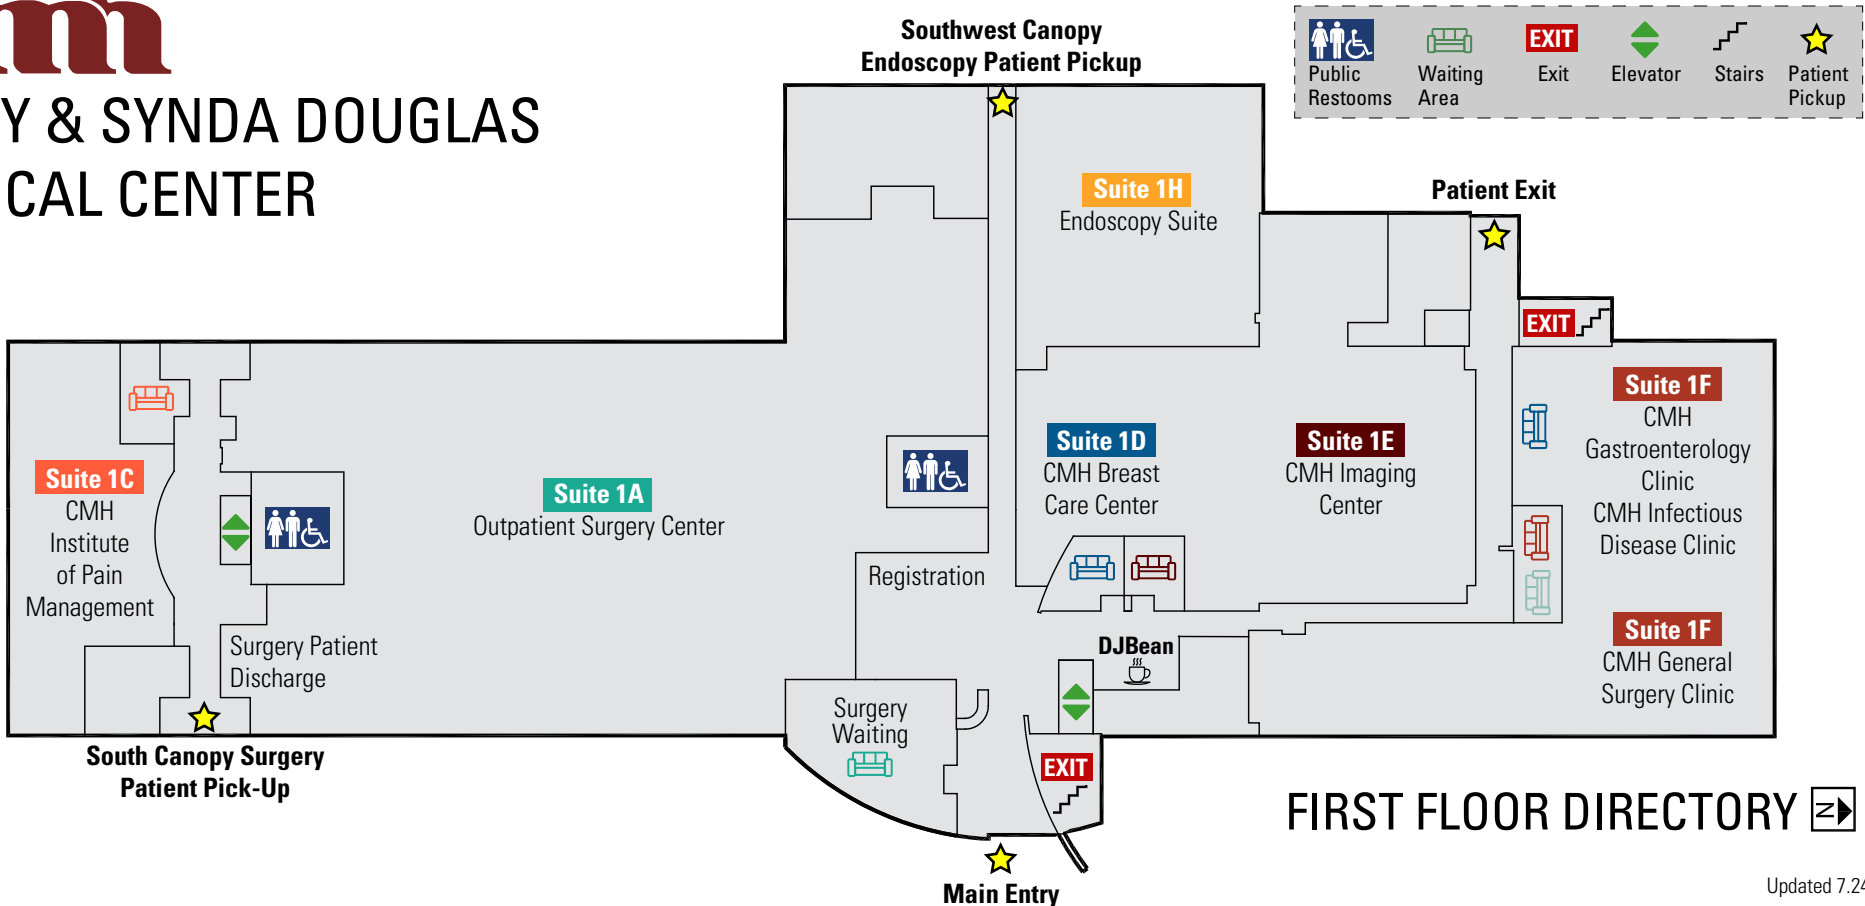 m
Y & SYNDA DOUGLAS
CAL CENTER
Southwest Canopy
Endoscopy Patient Pickup
Public
Restooms
Waiting
Area
EXIT
Exit
Elevator
Stairs
Patient
Pickup
Suite 1H
Endoscopy Suite
Patient Exit
EXIT
Suite 1C
CMH
Institute
of Pain
Management
Suite 1A
Outpatient Surgery Center
Suite 1D
CMH Breast
Care Center
Suite 1E
CMH Imaging
Center
Suite 1F
CMH
Gastroenterology
Clinic
CMH Infectious
Disease Clinic
Suite 1F
CMH General
Surgery Clinic
Registration
Surgery Patient
Discharge
DJBean
Surgery
Waiting
EXIT
South Canopy Surgery
Patient Pick-Up
Main Entry
FIRST FLOOR DIRECTORY
N
Updated 7.24